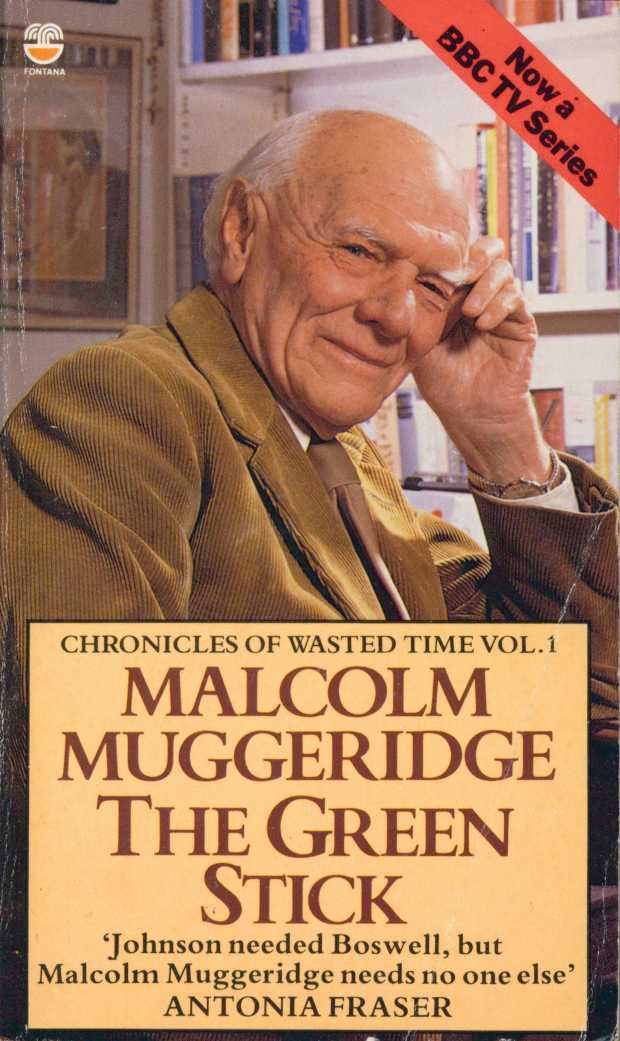 FONTANA
Now a
BBC TV Series
CHRONICLES OF WASTED TIME VOL.1
MALCOLM
MUGGERIDGE
THE GREEN
STICK
‘Johnson needed Boswell, but
Malcolm Muggeridge needs no one else’
ANTONIA FRASER